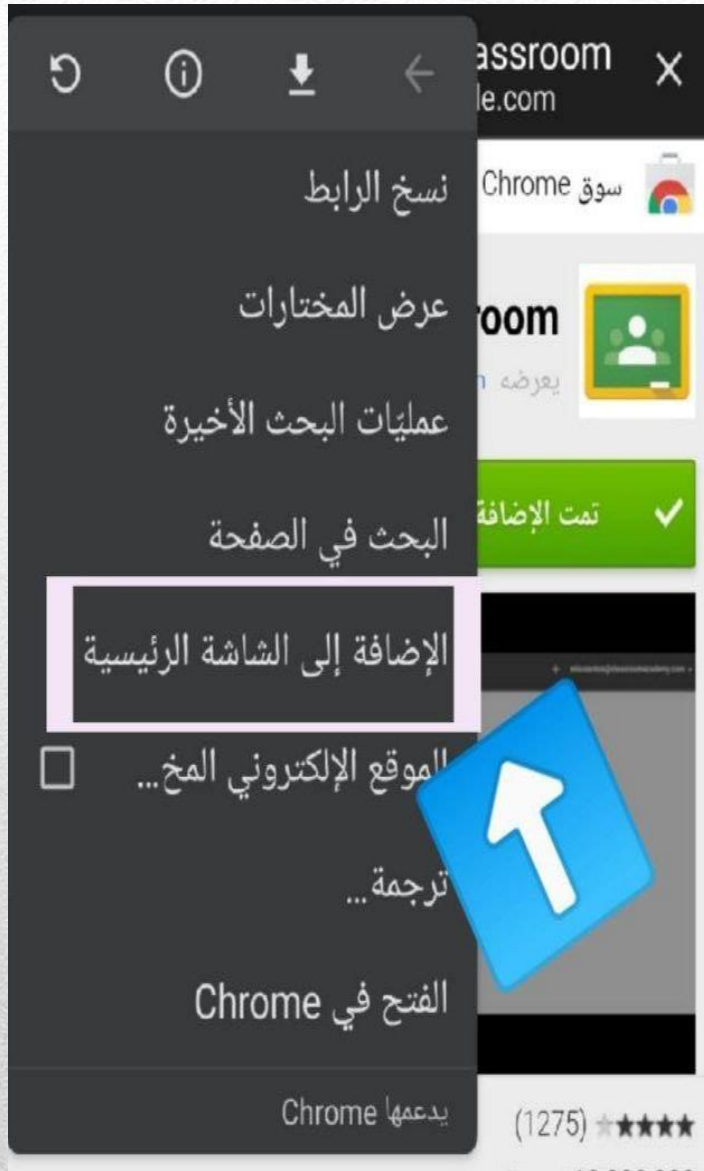 assroom
le.com
سوق Chrome
room
يعرضه
تمت الإضافة
نسخ الرابط
عرض المختارات
عمليّات البحث الأخيرة
البحث في الصفحة
الإضافة إلى الشاشة الرئيسية
الموقع الإلكتروني المخ...
ترجمة...
الفتح في Chrome
يدعمها Chrome
(1275)